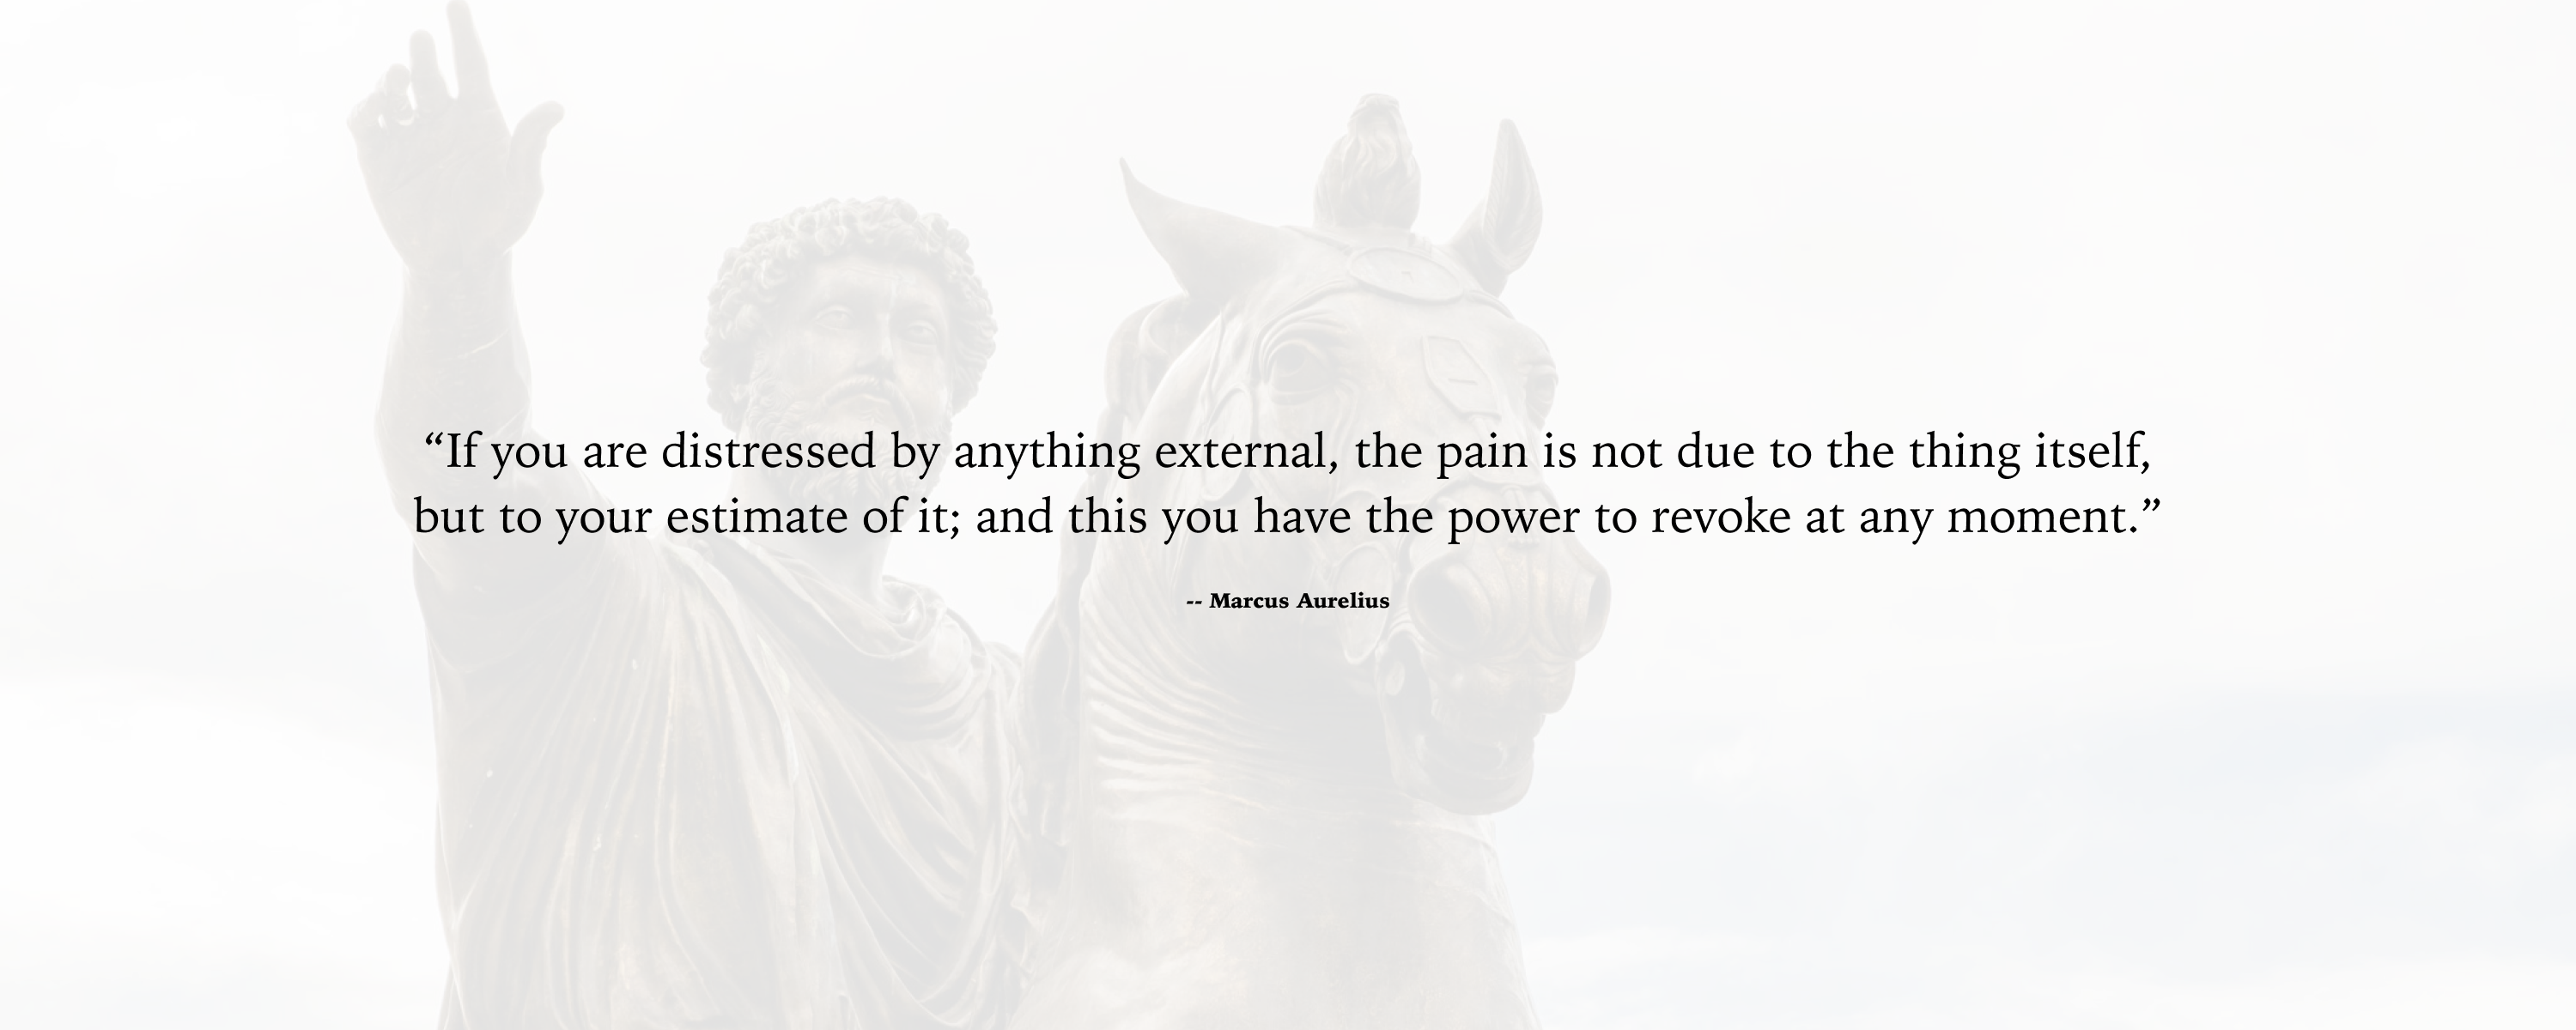 “If you are distressed by anything external, the pain is not due to the thing itself,
but to your estimate of it; and this you have the power to revoke at any moment.”
-- Marcus Aurelius